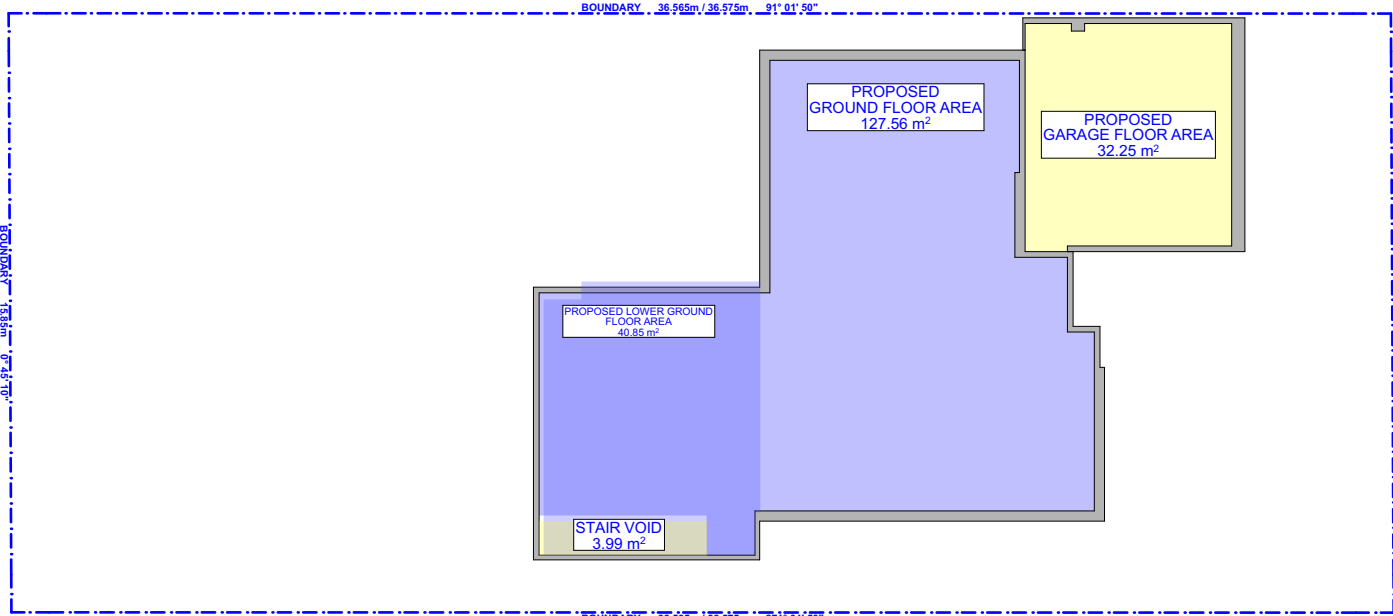 BOUNDARY 36.565m / 36.575m 91° 01' 50"
PROPOSED
GROUND FLOOR AREA
127.56 m²
PROPOSED
GARAGE FLOOR AREA
32.25 m²
BOUNDARY 15.85m 0° 45' 10"
PROPOSED LOWER GROUND
FLOOR AREA
40.85 m²
STAIR VOID
3.99 m²
BOUNDARY